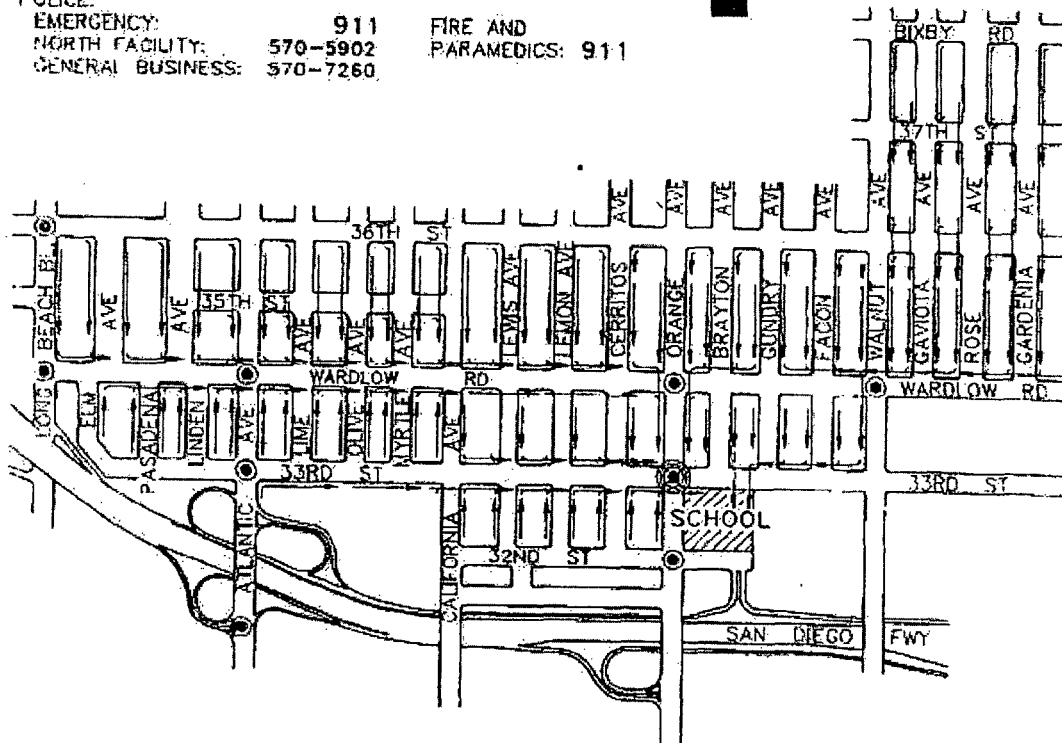 POLICE:
EMERGENCY: 911
NORTH FACILITY: 570-5902
GENERAL BUSINESS: 570-7260
FIRE AND
PARAMEDICS: 911
BIXBY RD
37TH ST
36TH ST
35TH ST
LONG BEACH BL
AVE
AVE
AVE
AVE
AVE
LEWIS AVE
LEMON AVE
CERRITOS AVE
ORANGE AVE
BRAYTON AVE
GUNDRY AVE
FALCON AVE
WALNUT AVE
GAVIOTA AVE
ROSE AVE
GARDENIA AVE
WARDLOW RD
WARDLOW RD
ELM
PASADENA
LINDEN
ATLANTIC AVE
LIME
OLIVE
MYRTLE
AVE
CALIFORNIA
33RD ST
33RD ST
SCHOOL
32ND ST
SAN DIEGO FWY